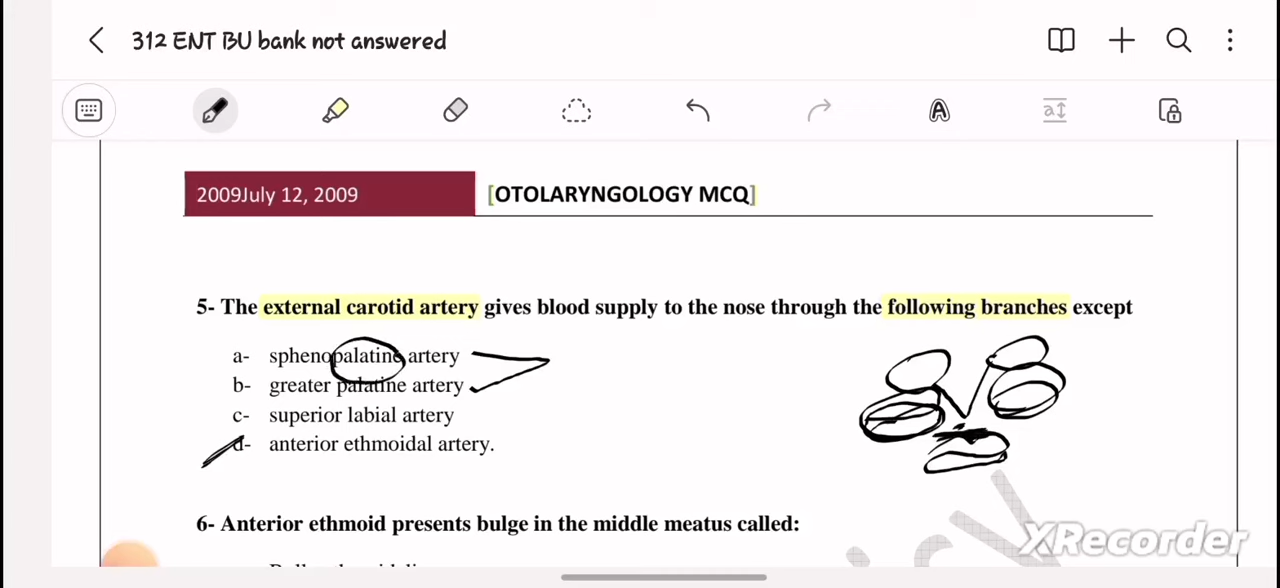 312 ENT BU bank not answered
2009July 12, 2009 [OTOLARYNGOLOGY MCQ]
5- The external carotid artery gives blood supply to the nose through the following branches except
a- sphenopalatine artery
b- greater palatine artery
c- superior labial artery
d- anterior ethmoidal artery.
6- Anterior ethmoid presents bulge in the middle meatus called:
XRecorder